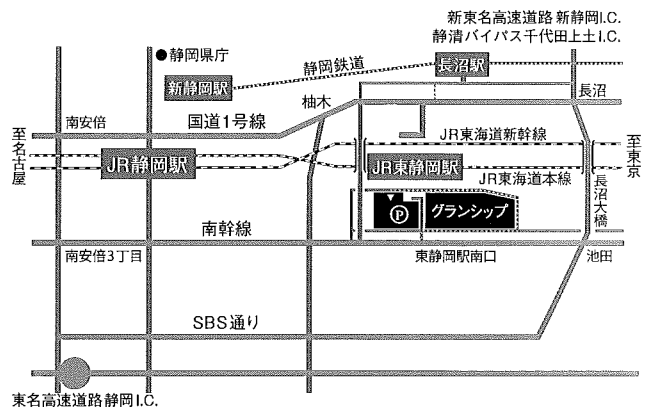 新東名高速道路 新静岡I.C.
静清バイパス千代田上土I.C.
●静岡県庁
静岡鉄道
長沼駅
新静岡駅
柚木
長沼
南安倍
国道1号線
JR東海道新幹線
至名古屋
至東京
JR静岡駅
JR東静岡駅
JR東海道本線
長沼大橋
P
グランシップ
南幹線
南安倍3丁目
東静岡駅南口
池田
SBS通り
東名高速道路静岡I.C.